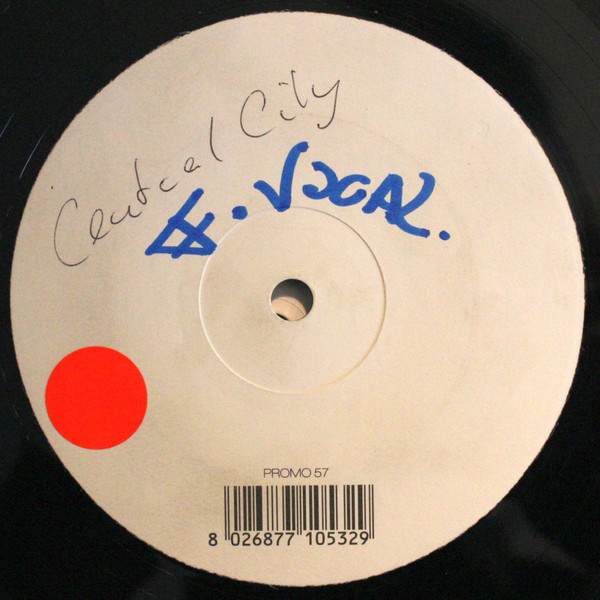 Central City
VOCAL.
PROMO 57
8 026877 105329